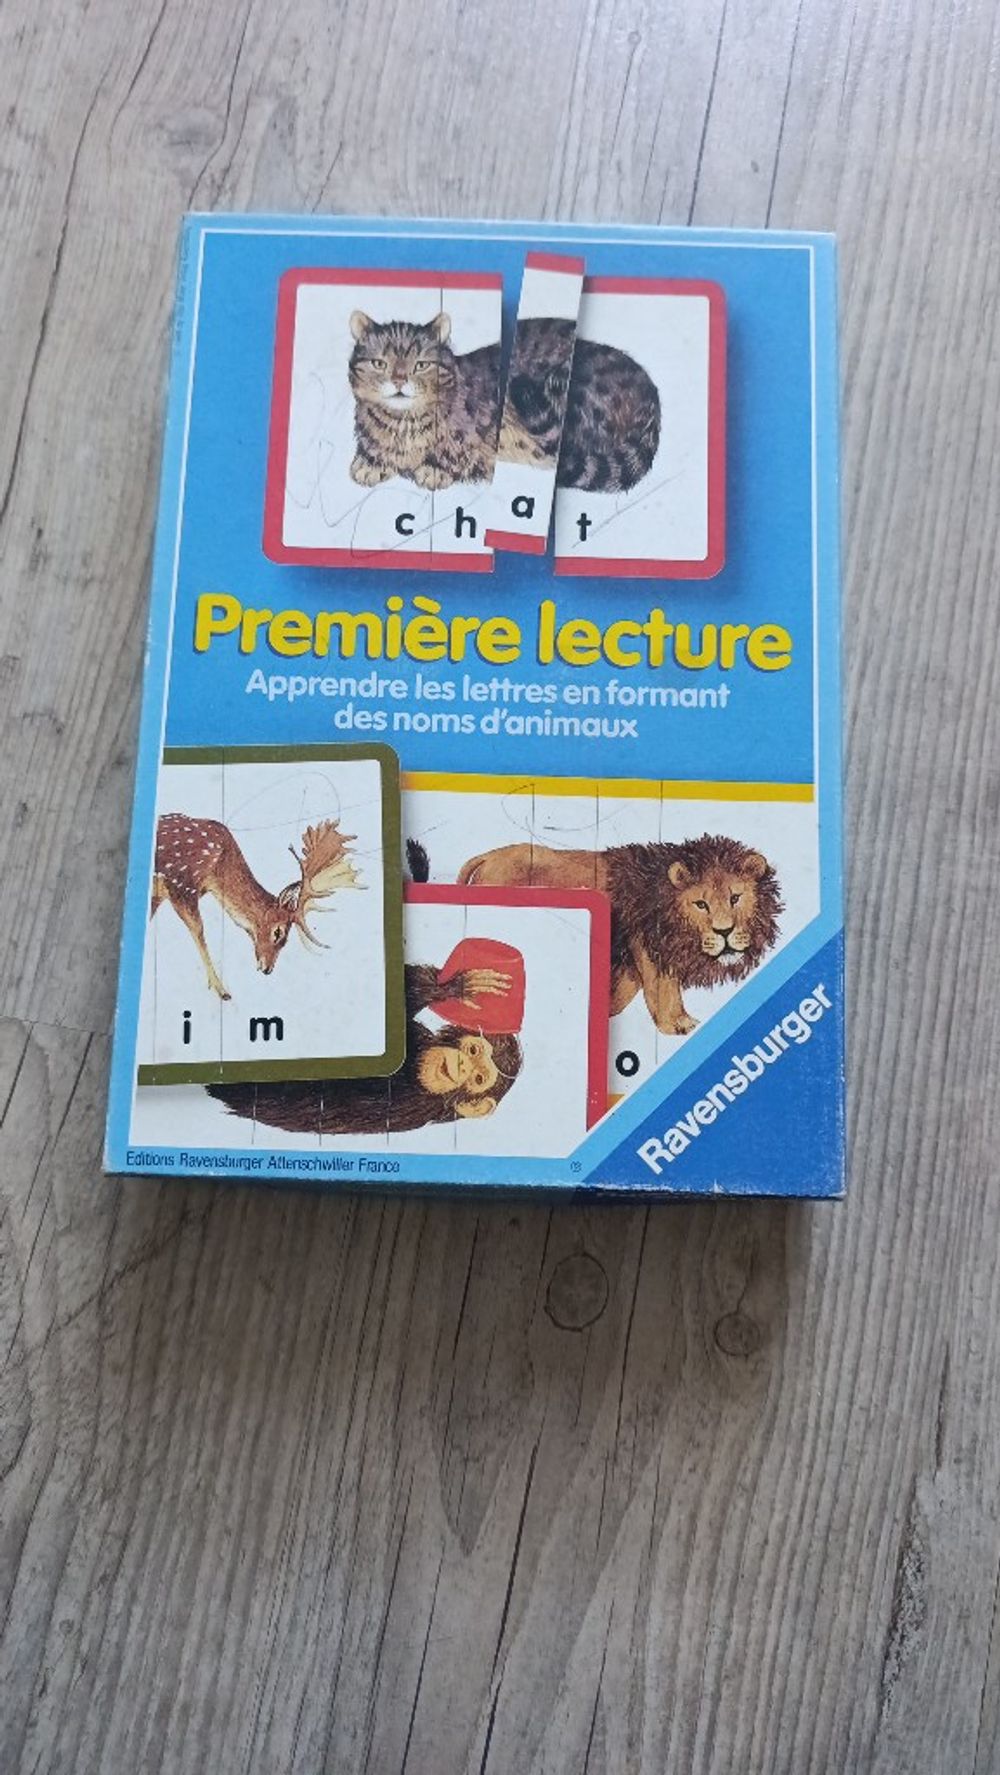 c h a t
Première lecture
Apprendre les lettres en formant
des noms d'animaux
i m
o
Ravensburger
Editions Ravensburger Attenschwiller France